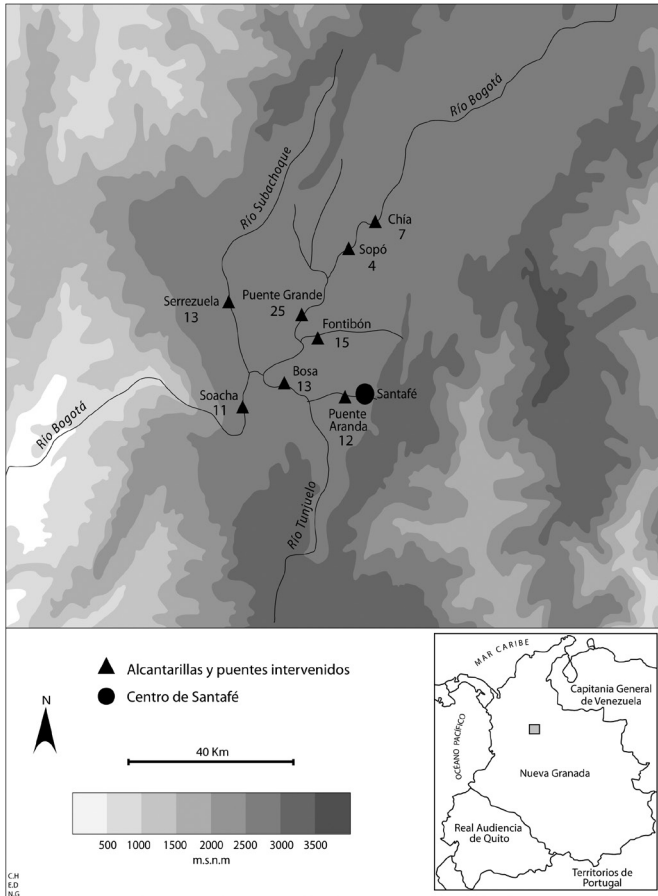 Río Bogotá
Río Subachoque
Chía
7
Sopó
4
Serrezuela
13
Puente Grande
25
Fontibón
15
Bosa
13
Soacha
11
Santafé
Puente
Aranda
12
Río Bogotá
Río Tunjuelo
Alcantarillas y puentes intervenidos
Centro de Santafé
N
40 Km
500 1000 1500 2000 2500 3000 3500
m.s.n.m
MAR CARIBE
OCÉANO PACÍFICO
Capitanía General
de Venezuela
Nueva Granada
Real Audiencia
de Quito
Territorios de
Portugal
C.H
E.D
N.G